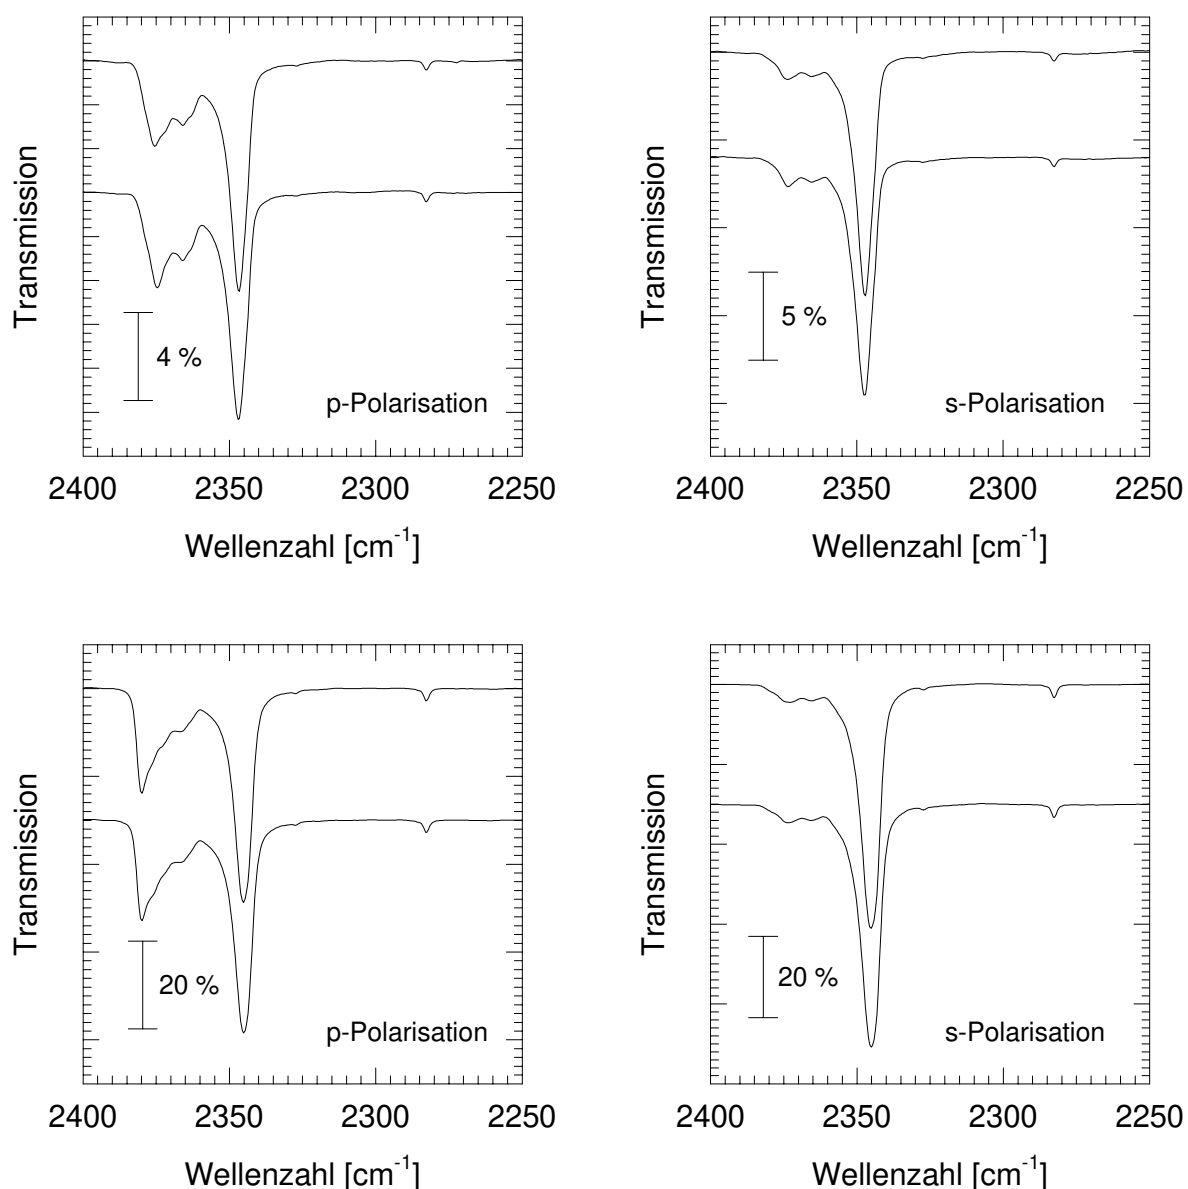 Transmission
4 %
p-Polarisation
2400 2350 2300 2250
Wellenzahl [cm⁻¹]
Transmission
5 %
s-Polarisation
2400 2350 2300 2250
Wellenzahl [cm⁻¹]
Transmission
20 %
p-Polarisation
2400 2350 2300 2250
Wellenzahl [cm⁻¹]
Transmission
20 %
s-Polarisation
2400 2350 2300 2250
Wellenzahl [cm⁻¹]